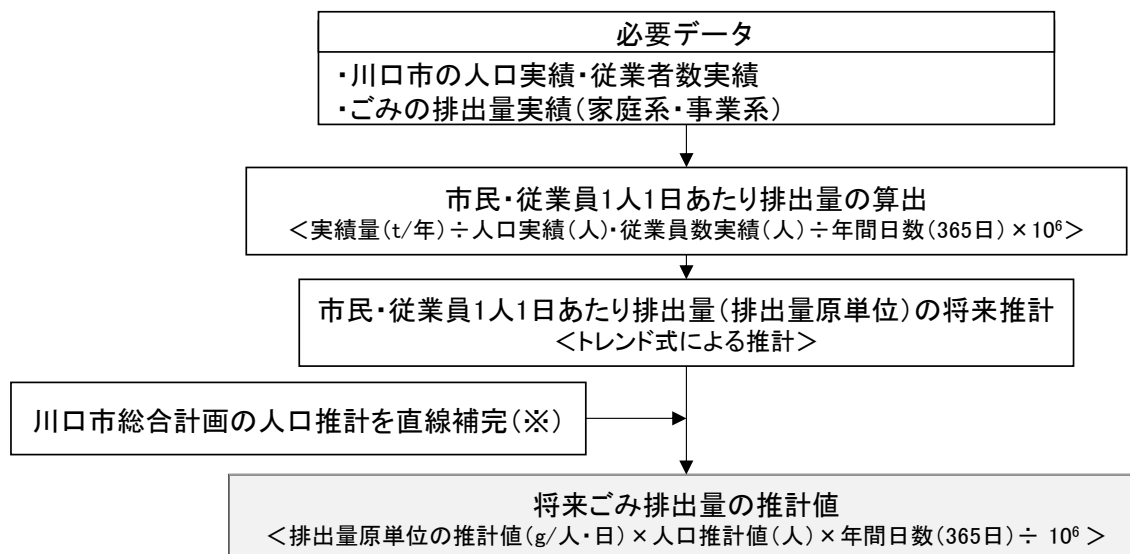 必要データ
・川口市の人口実績・従業者数実績
・ごみの排出量実績(家庭系・事業系)
市民・従業員1人1日あたり排出量の算出
<実績量(t/年)÷人口実績(人)・従業員数実績(人)÷年間日数(365日)×10⁶>
市民・従業員1人1日あたり排出量(排出量原単位)の将来推計
<トレンド式による推計>
川口市総合計画の人口推計を直線補完(※)
将来ごみ排出量の推計値
<排出量原単位の推計値(g/人・日)×人口推計値(人)×年間日数(365日)÷ 10⁶ >